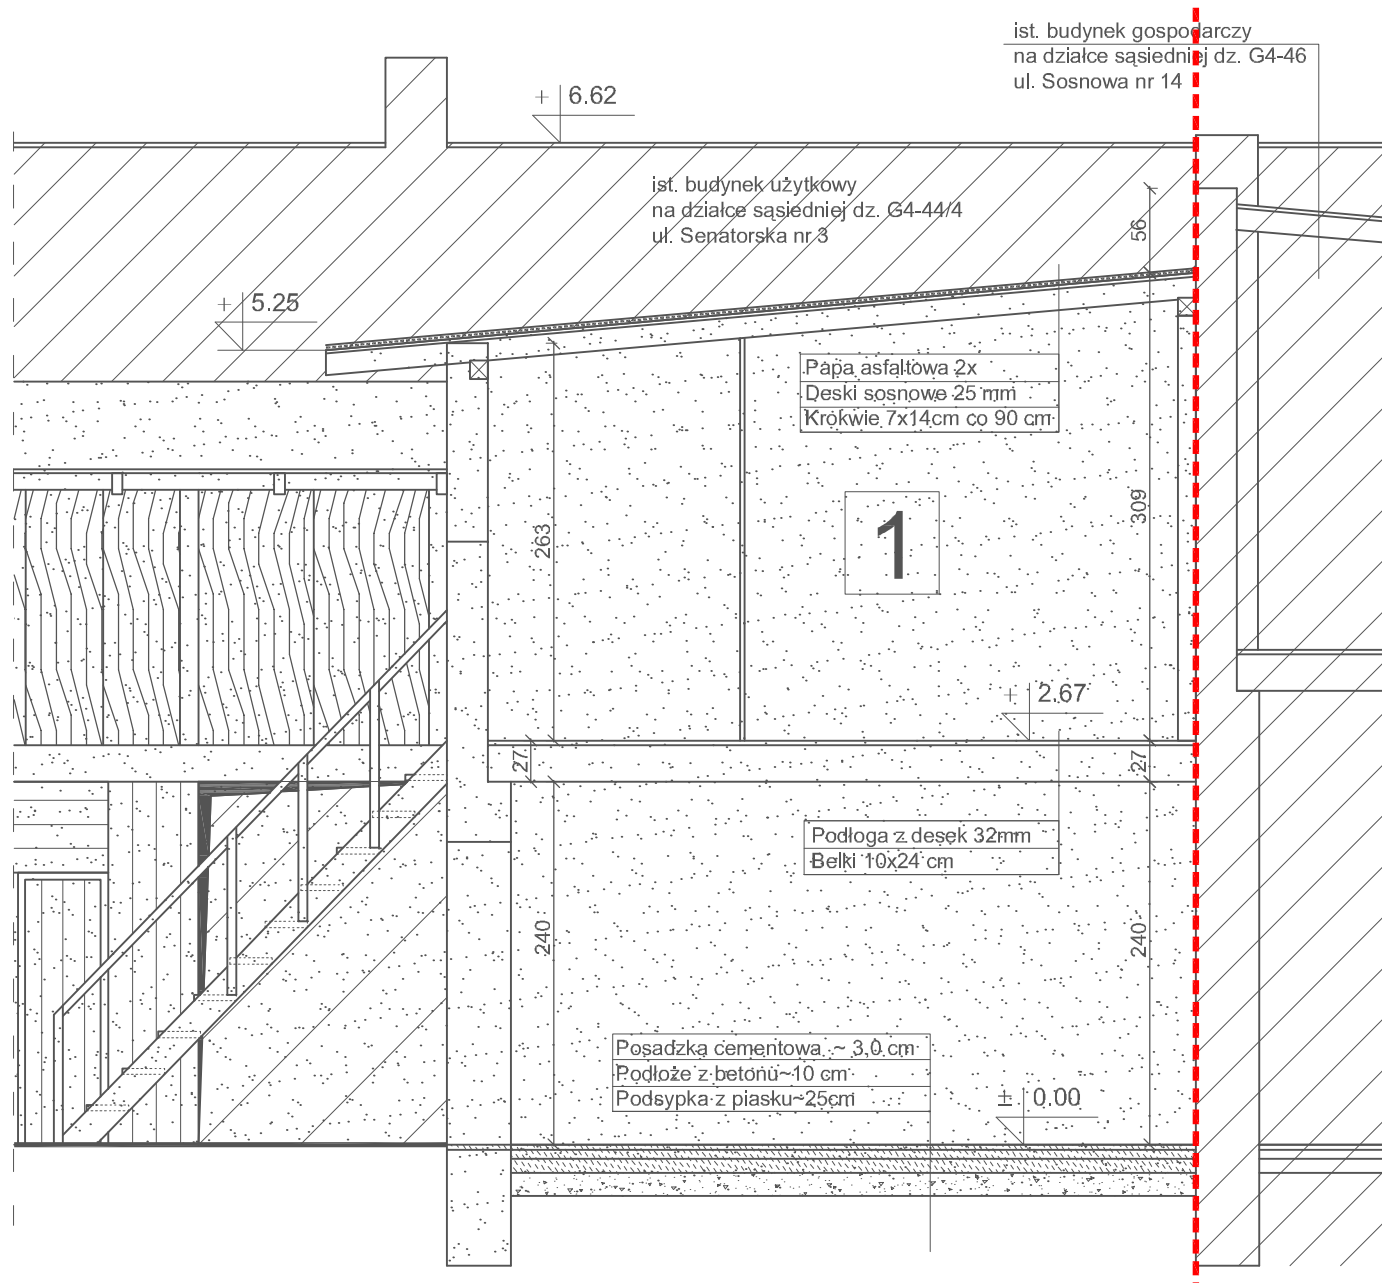 ist. budynek gospodarczy
na działce sąsiedniej dz. G4-46
ul. Sosnowa nr 14
+ 6.62
ist. budynek użytkowy
na działce sąsiedniej dz. G4-44/4
ul. Senatorska nr 3
56
+ 5.25
Papa asfaltowa 2x
Deski sosnowe 25 mm
Krokwie 7x14cm co 90 cm
1
263
309
+ 2.67
27
27
Podłoga z desek 32mm
Belki 10x24 cm
240
240
Posadzka cementowa ~ 3,0 cm
Podłoże z betonu~10 cm
Podsypka z piasku~25cm
± 0.00